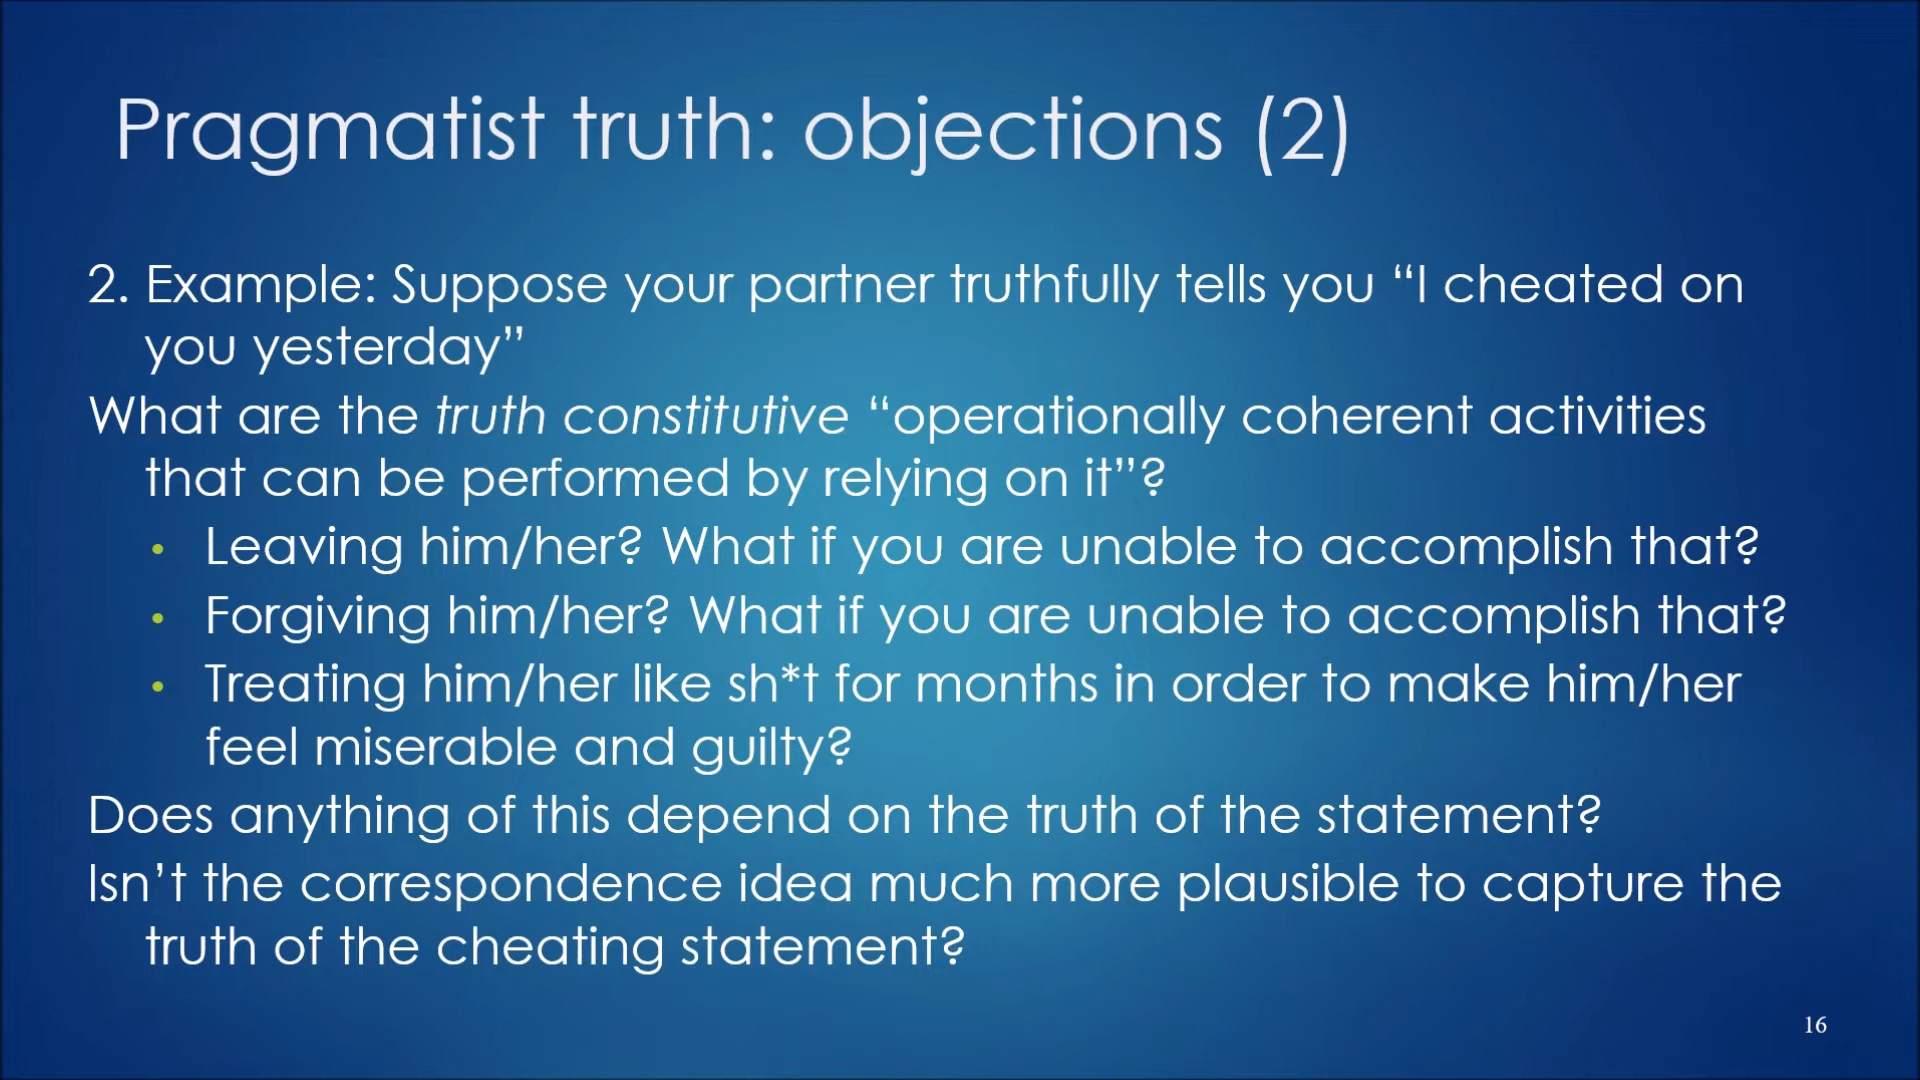 Pragmatist truth: objections (2)
2. Example: Suppose your partner truthfully tells you “I cheated on
you yesterday”
What are the truth constitutive “operationally coherent activities
that can be performed by relying on it”?
• Leaving him/her? What if you are unable to accomplish that?
• Forgiving him/her? What if you are unable to accomplish that?
• Treating him/her like sh*t for months in order to make him/her
feel miserable and guilty?
Does anything of this depend on the truth of the statement?
Isn’t the correspondence idea much more plausible to capture the
truth of the cheating statement?
16